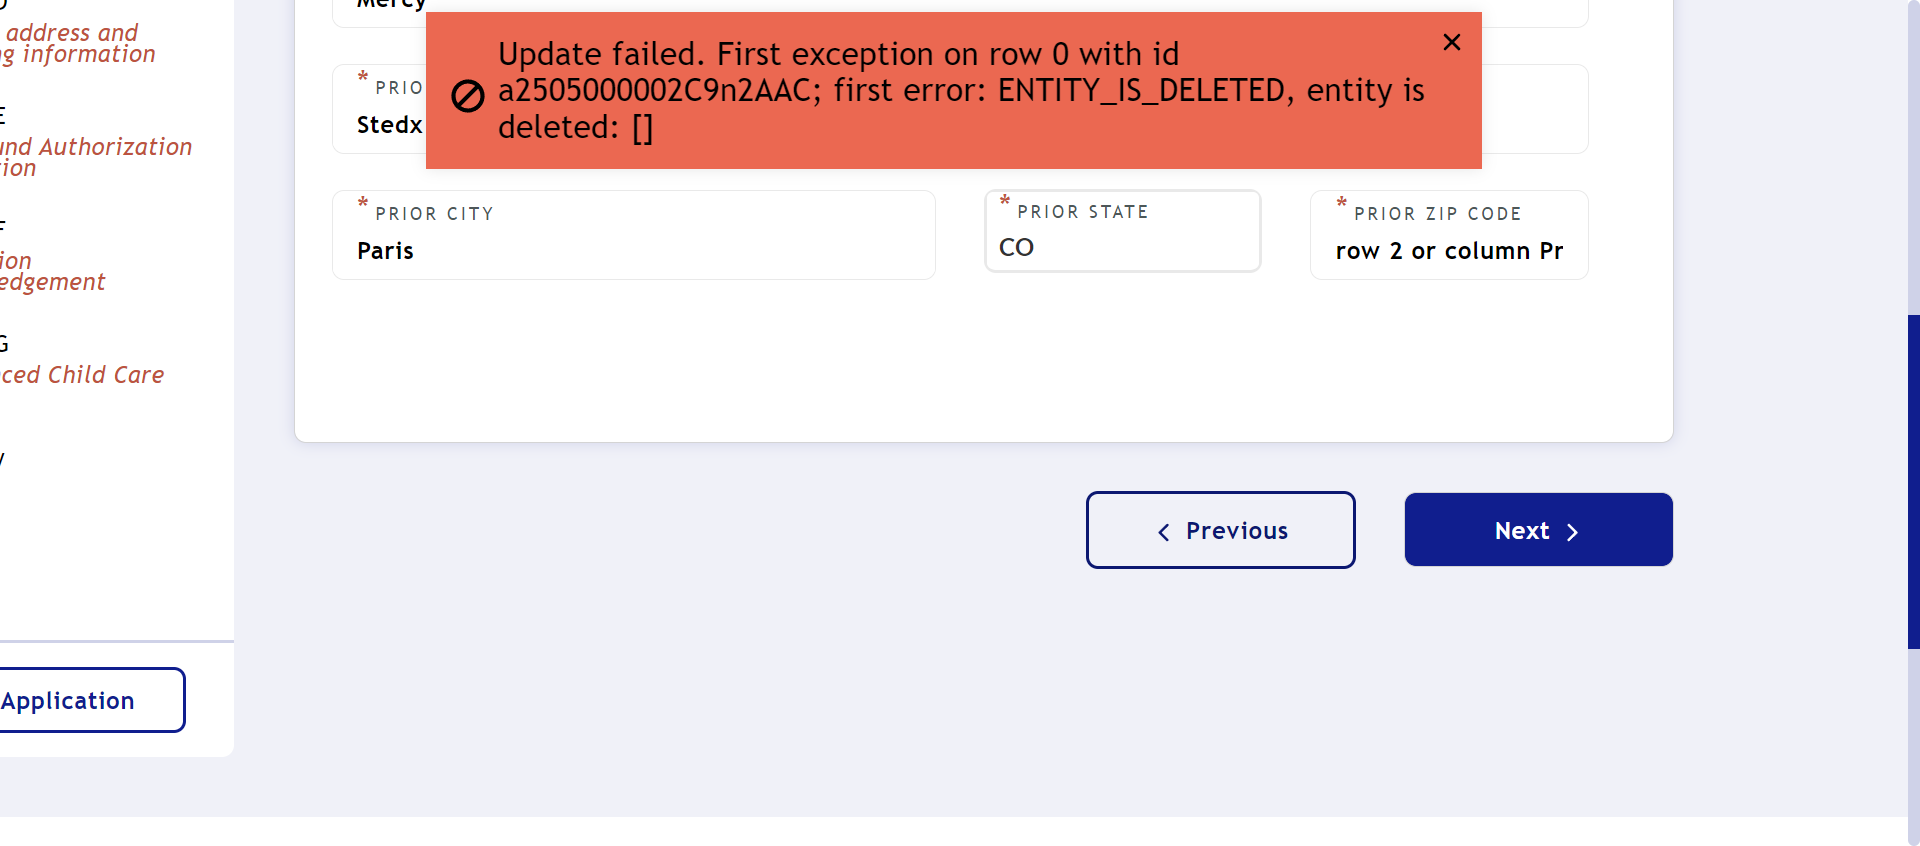 address and
g information
und Authorization
ion
ion
edgement
G
ced Child Care
Application
Mercy
Update failed. First exception on row 0 with id
a2505000002C9n2AAC; first error: ENTITY_IS_DELETED, entity is
deleted: []
* PRIO
Stedx
* PRIOR CITY
Paris
* PRIOR STATE
CO
* PRIOR ZIP CODE
row 2 or column Pr
Previous
Next